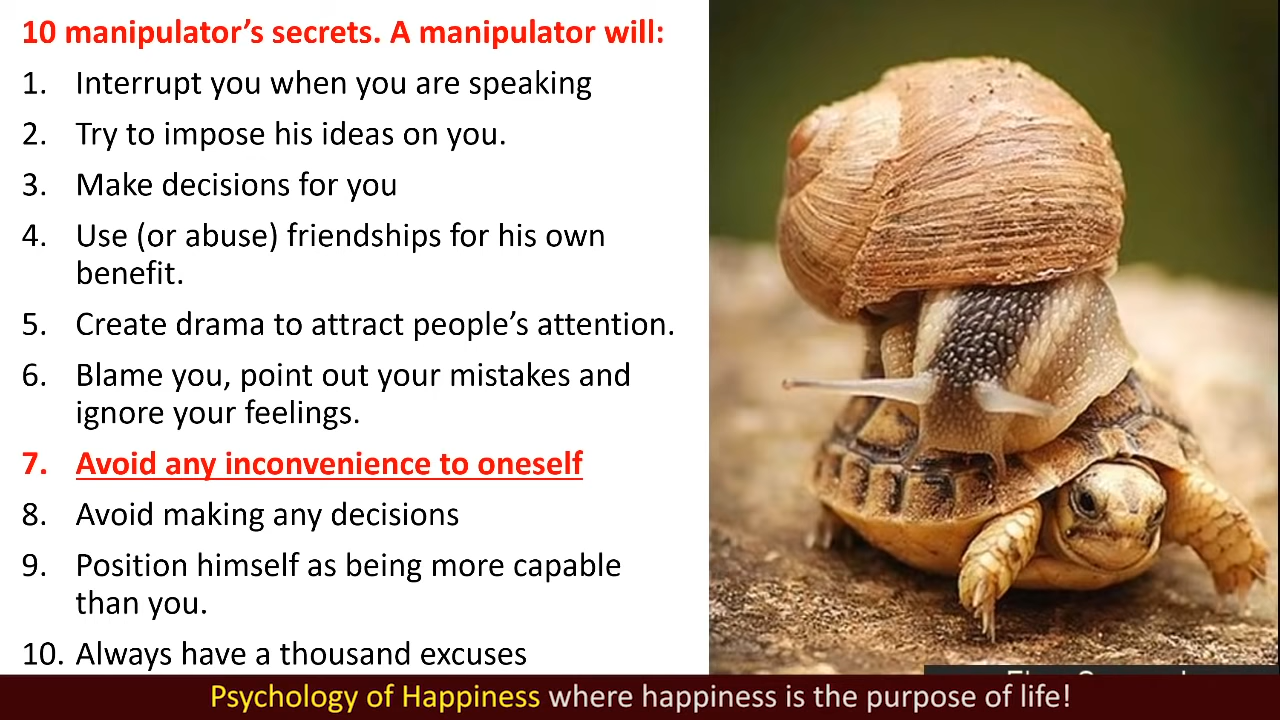 10 manipulator’s secrets. A manipulator will:
1. Interrupt you when you are speaking
2. Try to impose his ideas on you.
3. Make decisions for you
4. Use (or abuse) friendships for his own
benefit.
5. Create drama to attract people’s attention.
6. Blame you, point out your mistakes and
ignore your feelings.
7. Avoid any inconvenience to oneself
8. Avoid making any decisions
9. Position himself as being more capable
than you.
10. Always have a thousand excuses
Psychology of Happiness where happiness is the purpose of life!